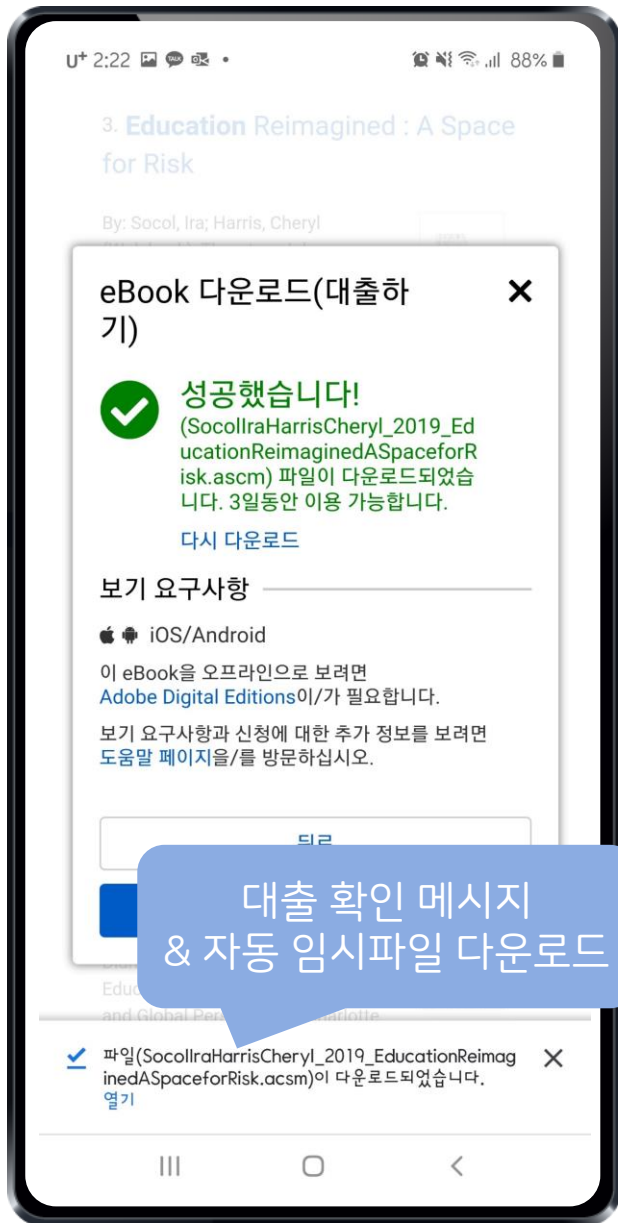 U+ 2:22
88%
3. Education Reimagined : A Space
for Risk
By: Socol, Ira; Harris, Cheryl
eBook 다운로드(대출하
기)
성공했습니다!
(SocolIraHarrisCheryl_2019_Ed
ucationReimaginedASpaceforR
isk.ascm) 파일이 다운로드되었습
니다. 3일동안 이용 가능합니다.
다시 다운로드
보기 요구사항
iOS/Android
이 eBook을 오프라인으로 보려면
Adobe Digital Editions이/가 필요합니다.
보기 요구사항과 신청에 대한 추가 정보를 보려면
도움말 페이지을/를 방문하십시오.
대출 확인 메시지
& 자동 임시파일 다운로드
and Global
파일(SocolIraHarrisCheryl_2019_EducationReimag
inedASpaceforRisk.acsm)이 다운로드되었습니다.
열기